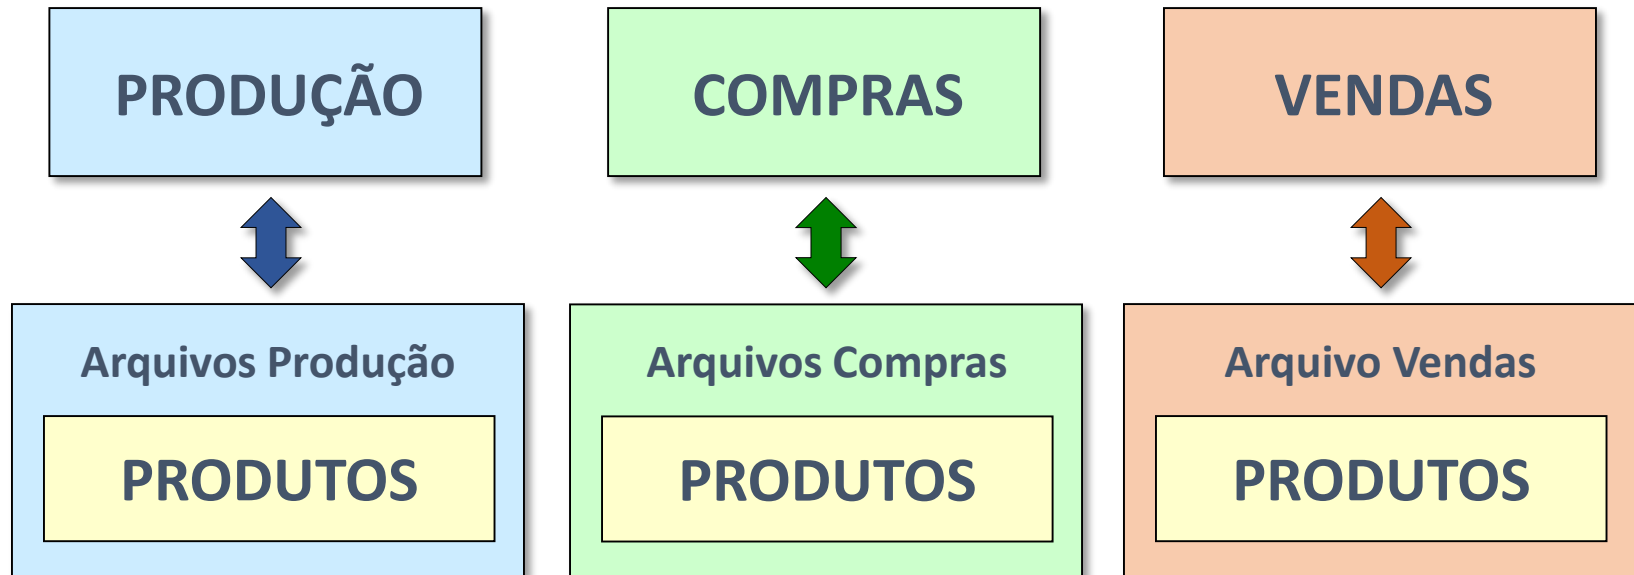 PRODUÇÃO
COMPRAS
VENDAS
Arquivos Produção
PRODUTOS
Arquivos Compras
PRODUTOS
Arquivo Vendas
PRODUTOS